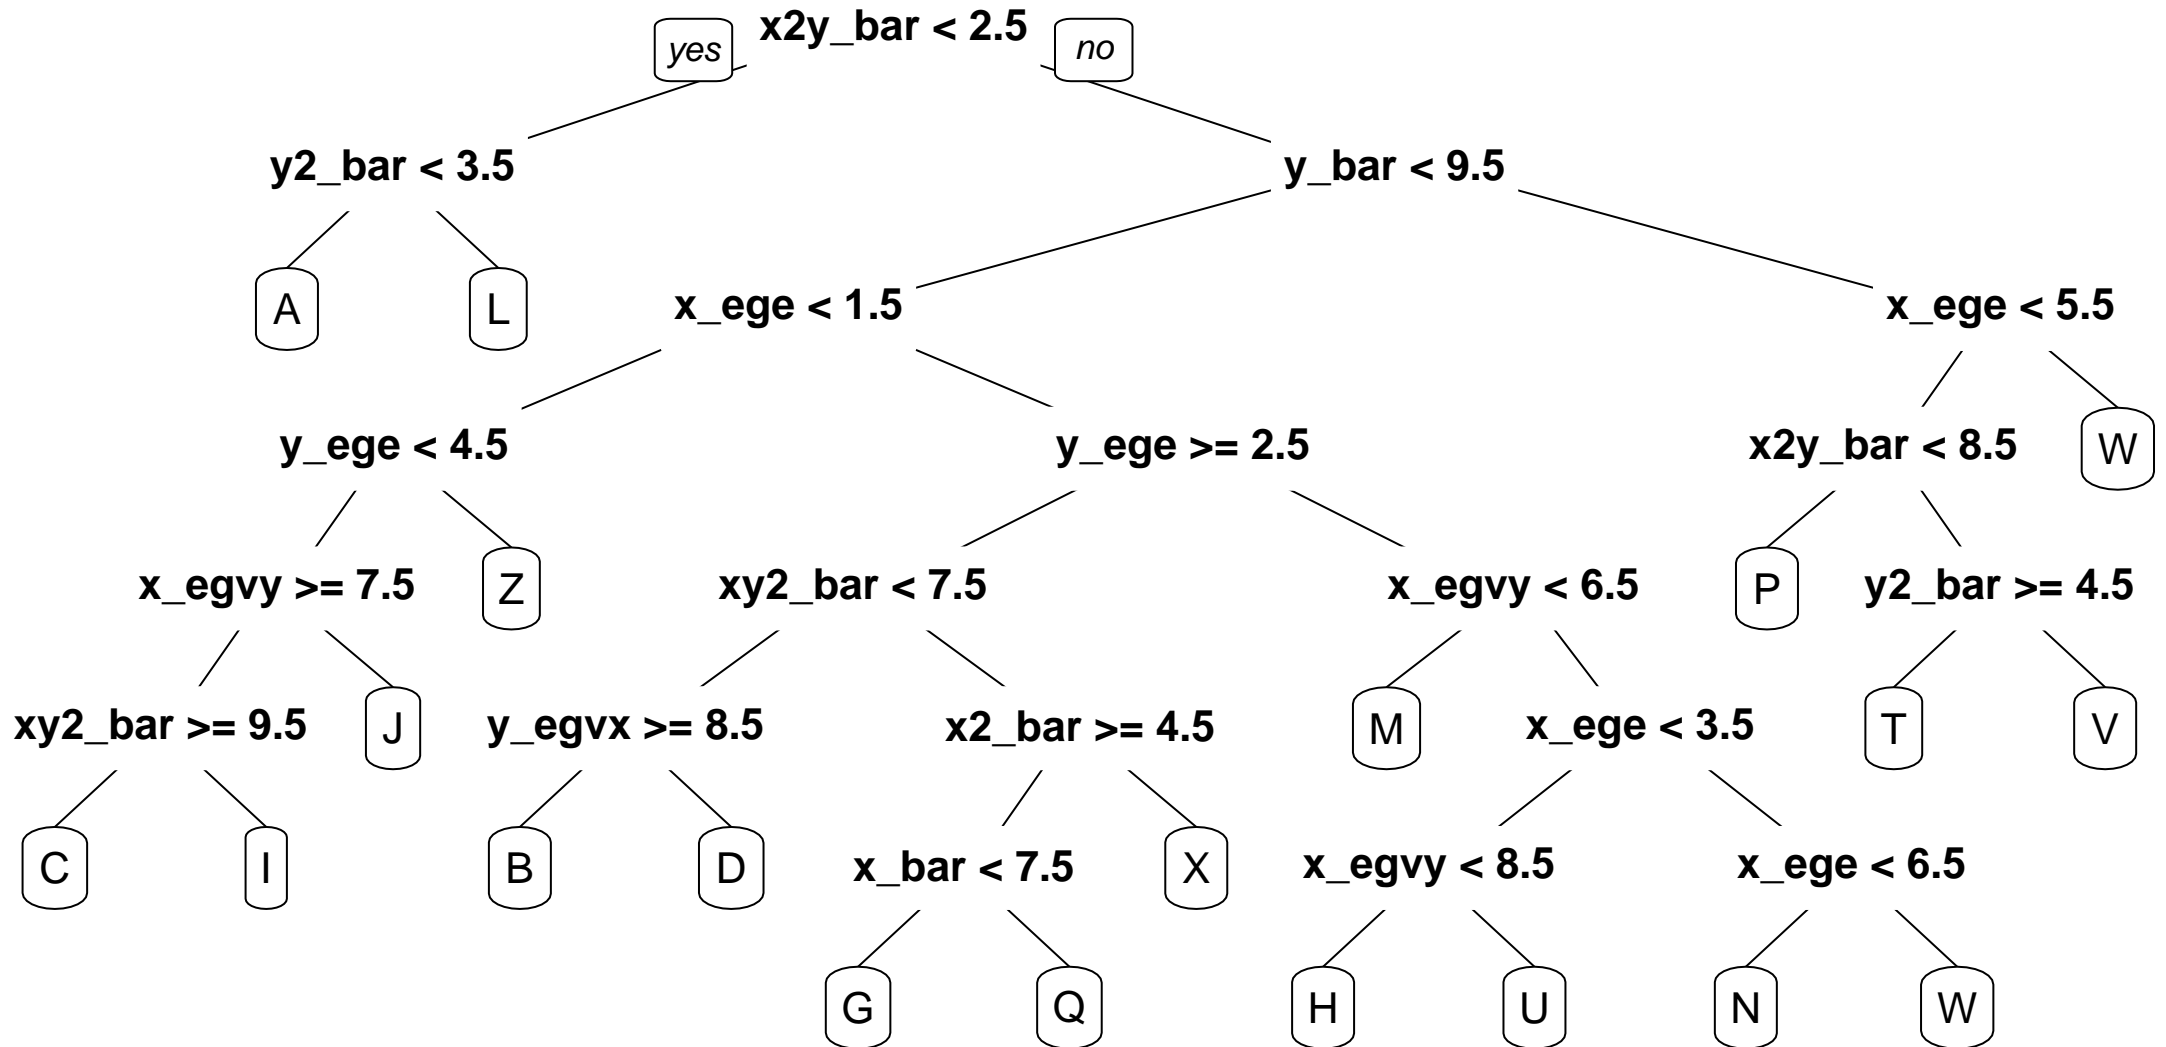 x2y_bar < 2.5
yes
no
y2_bar < 3.5
y_bar < 9.5
A
L
x_ege < 1.5
x_ege < 5.5
y_ege < 4.5
y_ege >= 2.5
x2y_bar < 8.5
W
x_egvy >= 7.5
Z
xy2_bar < 7.5
x_egvy < 6.5
P
y2_bar >= 4.5
xy2_bar >= 9.5
J
y_egvx >= 8.5
x2_bar >= 4.5
M
x_ege < 3.5
T
V
C
I
B
D
x_bar < 7.5
X
x_egvy < 8.5
x_ege < 6.5
G
Q
H
U
N
W